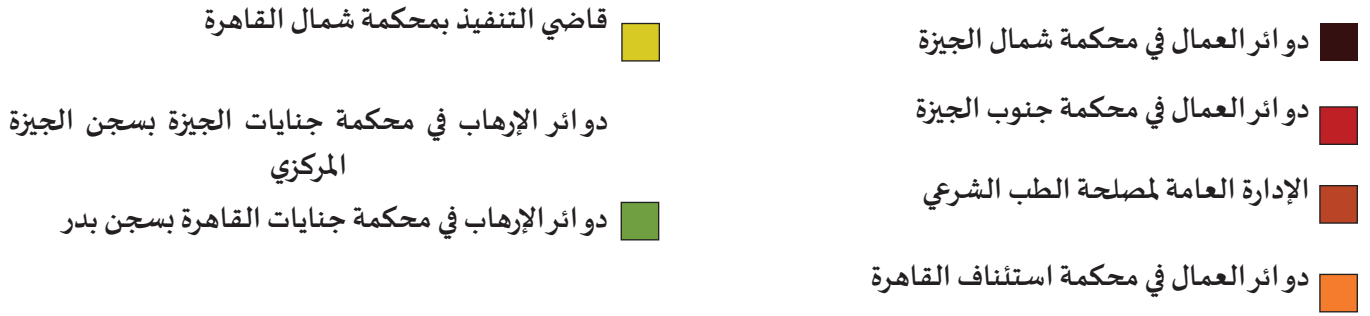 دوائر العمال في محكمة شمال الجيزة
دوائر العمال في محكمة جنوب الجيزة
الإدارة العامة لمصلحة الطب الشرعي
دوائر العمال في محكمة استئناف القاهرة
قاضي التنفيذ بمحكمة شمال القاهرة
دوائر الإرهاب في محكمة جنايات الجيزة بسجن الجيزة
المركزي
دوائر الإرهاب في محكمة جنايات القاهرة بسجن بدر